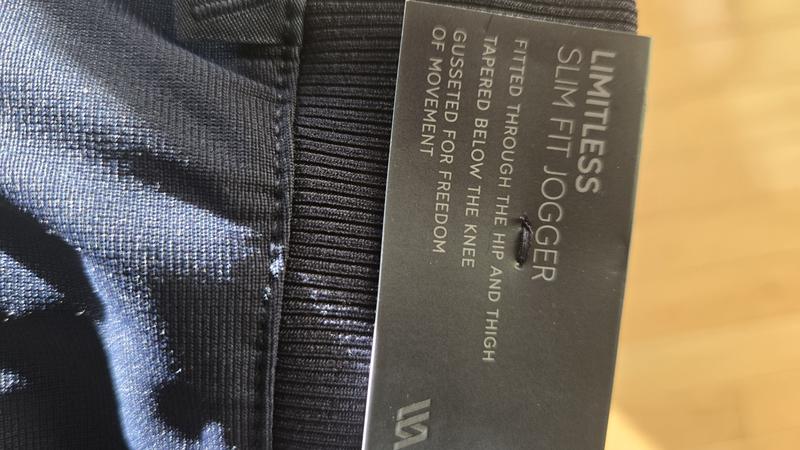 LIMITLESS
SLIM FIT JOGGER
FITTED THROUGH THE HIP AND THIGH
TAPERED BELOW THE KNEE
GUSSETED FOR FREEDOM
OF MOVEMENT